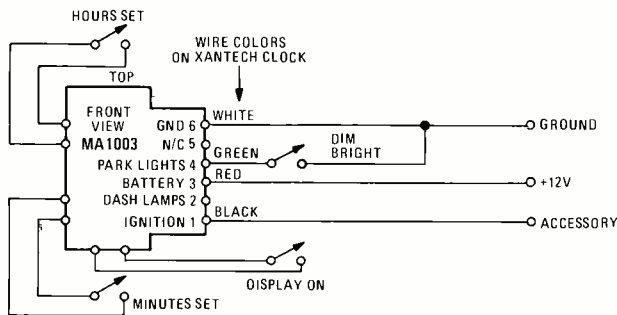 HOURS SET
WIRE COLORS
ON XANTECH CLOCK
TOP
FRONT
VIEW
MA1003
GND 6
WHITE
GROUND
N/C 5
DIM
BRIGHT
PARK LIGHTS 4
GREEN
BATTERY 3
RED
+12V
DASH LAMPS 2
IGNITION 1
BLACK
ACCESSORY
DISPLAY ON
MINUTES SET